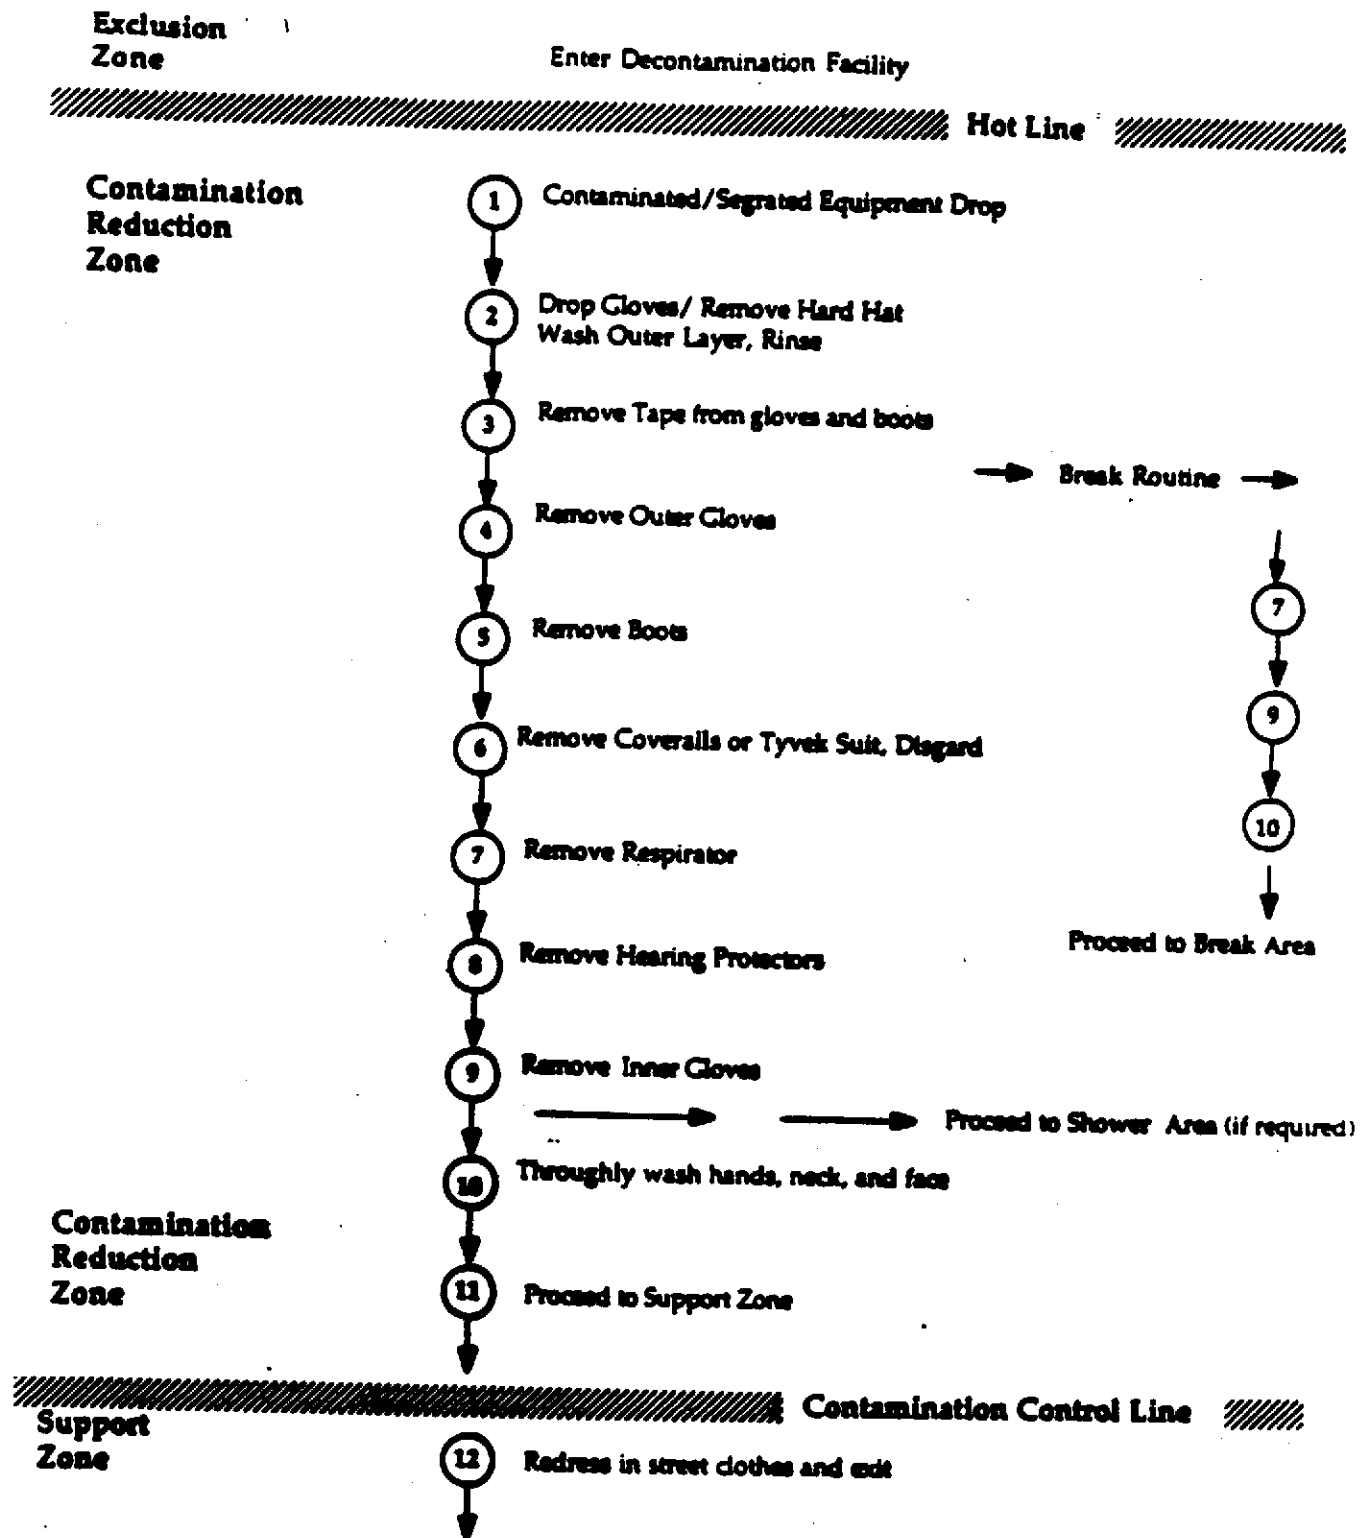 Exclusion
Zone
Enter Decontamination Facility
Hot Line
Contamination
Reduction
Zone
1 Contaminated/Segrated Equipment Drop
2 Drop Gloves/ Remove Hard Hat
Wash Outer Layer, Rinse
3 Remove Tape from gloves and boots
Break Routine
4 Remove Outer Gloves
5 Remove Boots
6 Remove Coveralls or Tyvek Suit, Disgard
7 Remove Respirator
8 Remove Hearing Protectors
9 Remove Inner Gloves
7
9
10
Proceed to Break Area
Proceed to Shower Area (if required)
10 Throughly wash hands, neck, and face
Contamination
Reduction
Zone
11 Proceed to Support Zone
Contamination Control Line
Support
Zone
12 Redress in street clothes and exit